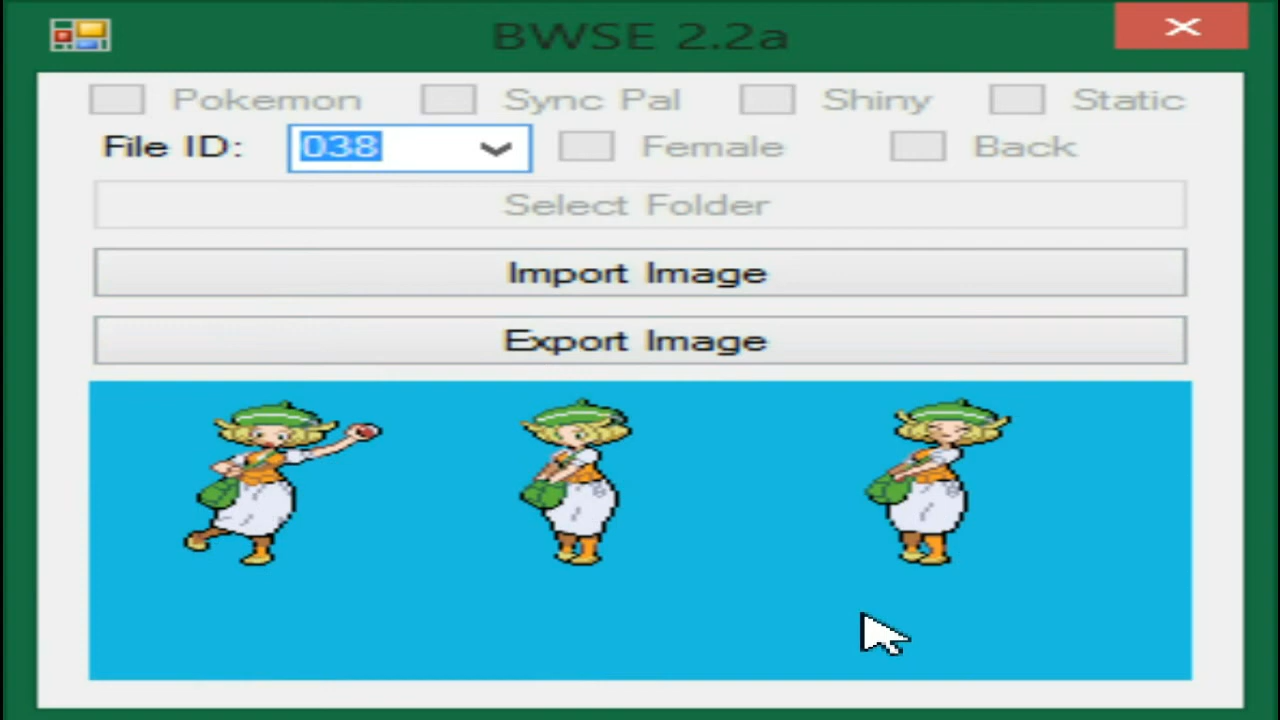 BWSE 2.2a
Pokemon Sync Pal Shiny Static
File ID: 038 Female Back
Select Folder
Import Image
Export Image